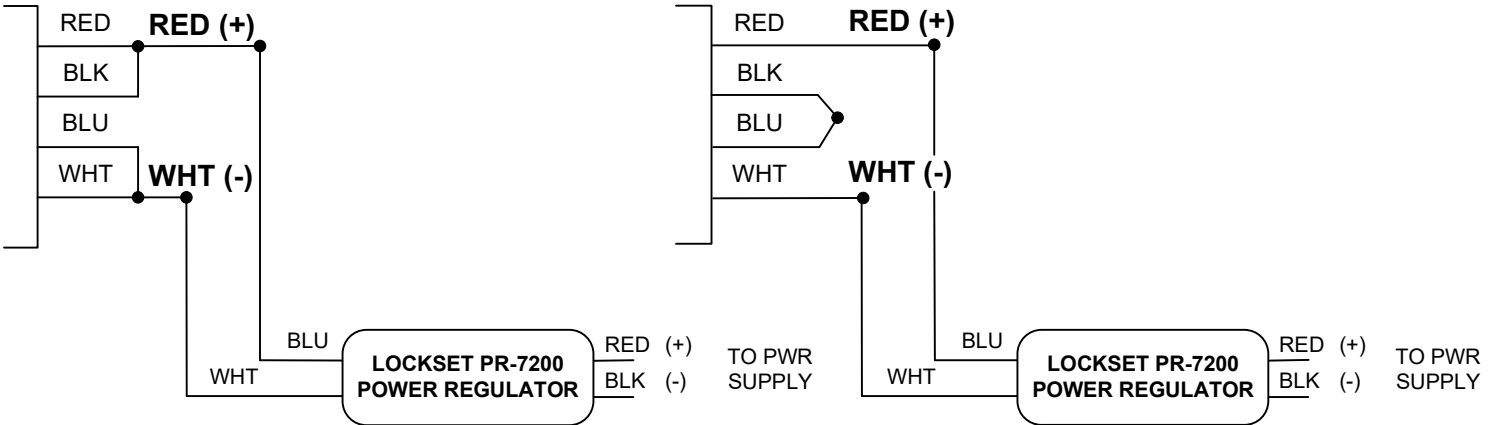 RED
RED (+)
BLK
BLU
WHT
WHT (-)
BLU
WHT
LOCKSET PR-7200
POWER REGULATOR
RED (+)
BLK (-)
TO PWR
SUPPLY
RED
RED (+)
BLK
BLU
WHT
WHT (-)
BLU
WHT
LOCKSET PR-7200
POWER REGULATOR
RED (+)
BLK (-)
TO PWR
SUPPLY